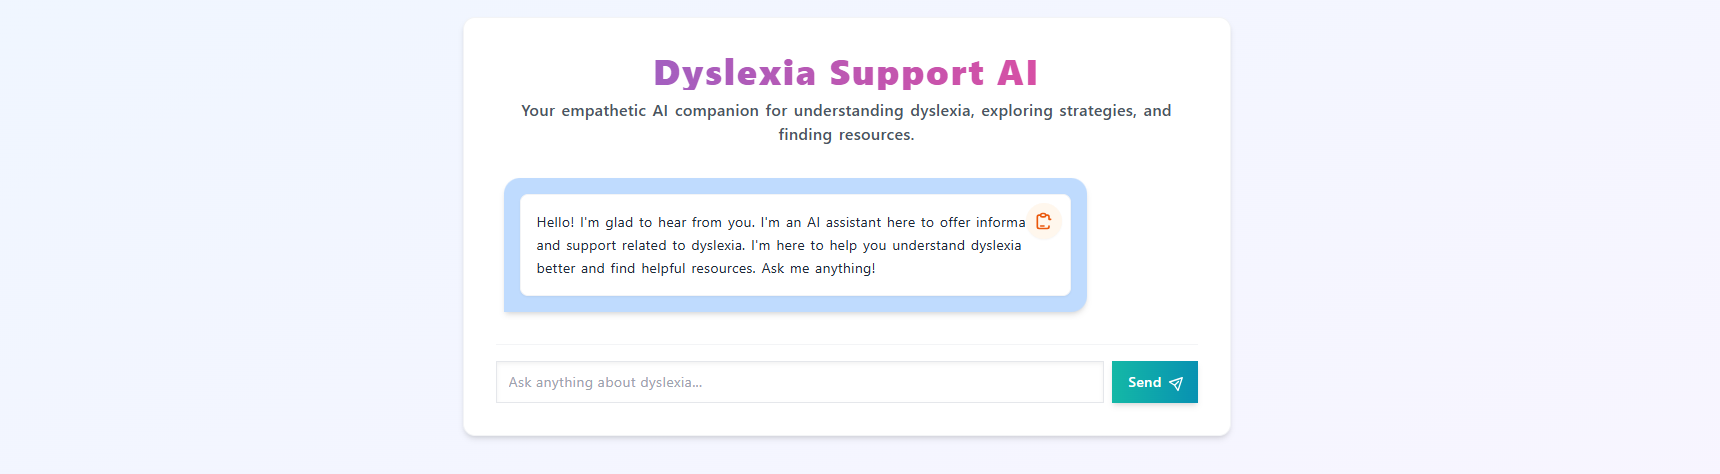 Dyslexia Support AI
Your empathetic AI companion for understanding dyslexia, exploring strategies, and
finding resources.
Hello! I'm glad to hear from you. I'm an AI assistant here to offer informa
and support related to dyslexia. I'm here to help you understand dyslexia
better and find helpful resources. Ask me anything!
Ask anything about dyslexia...
Send